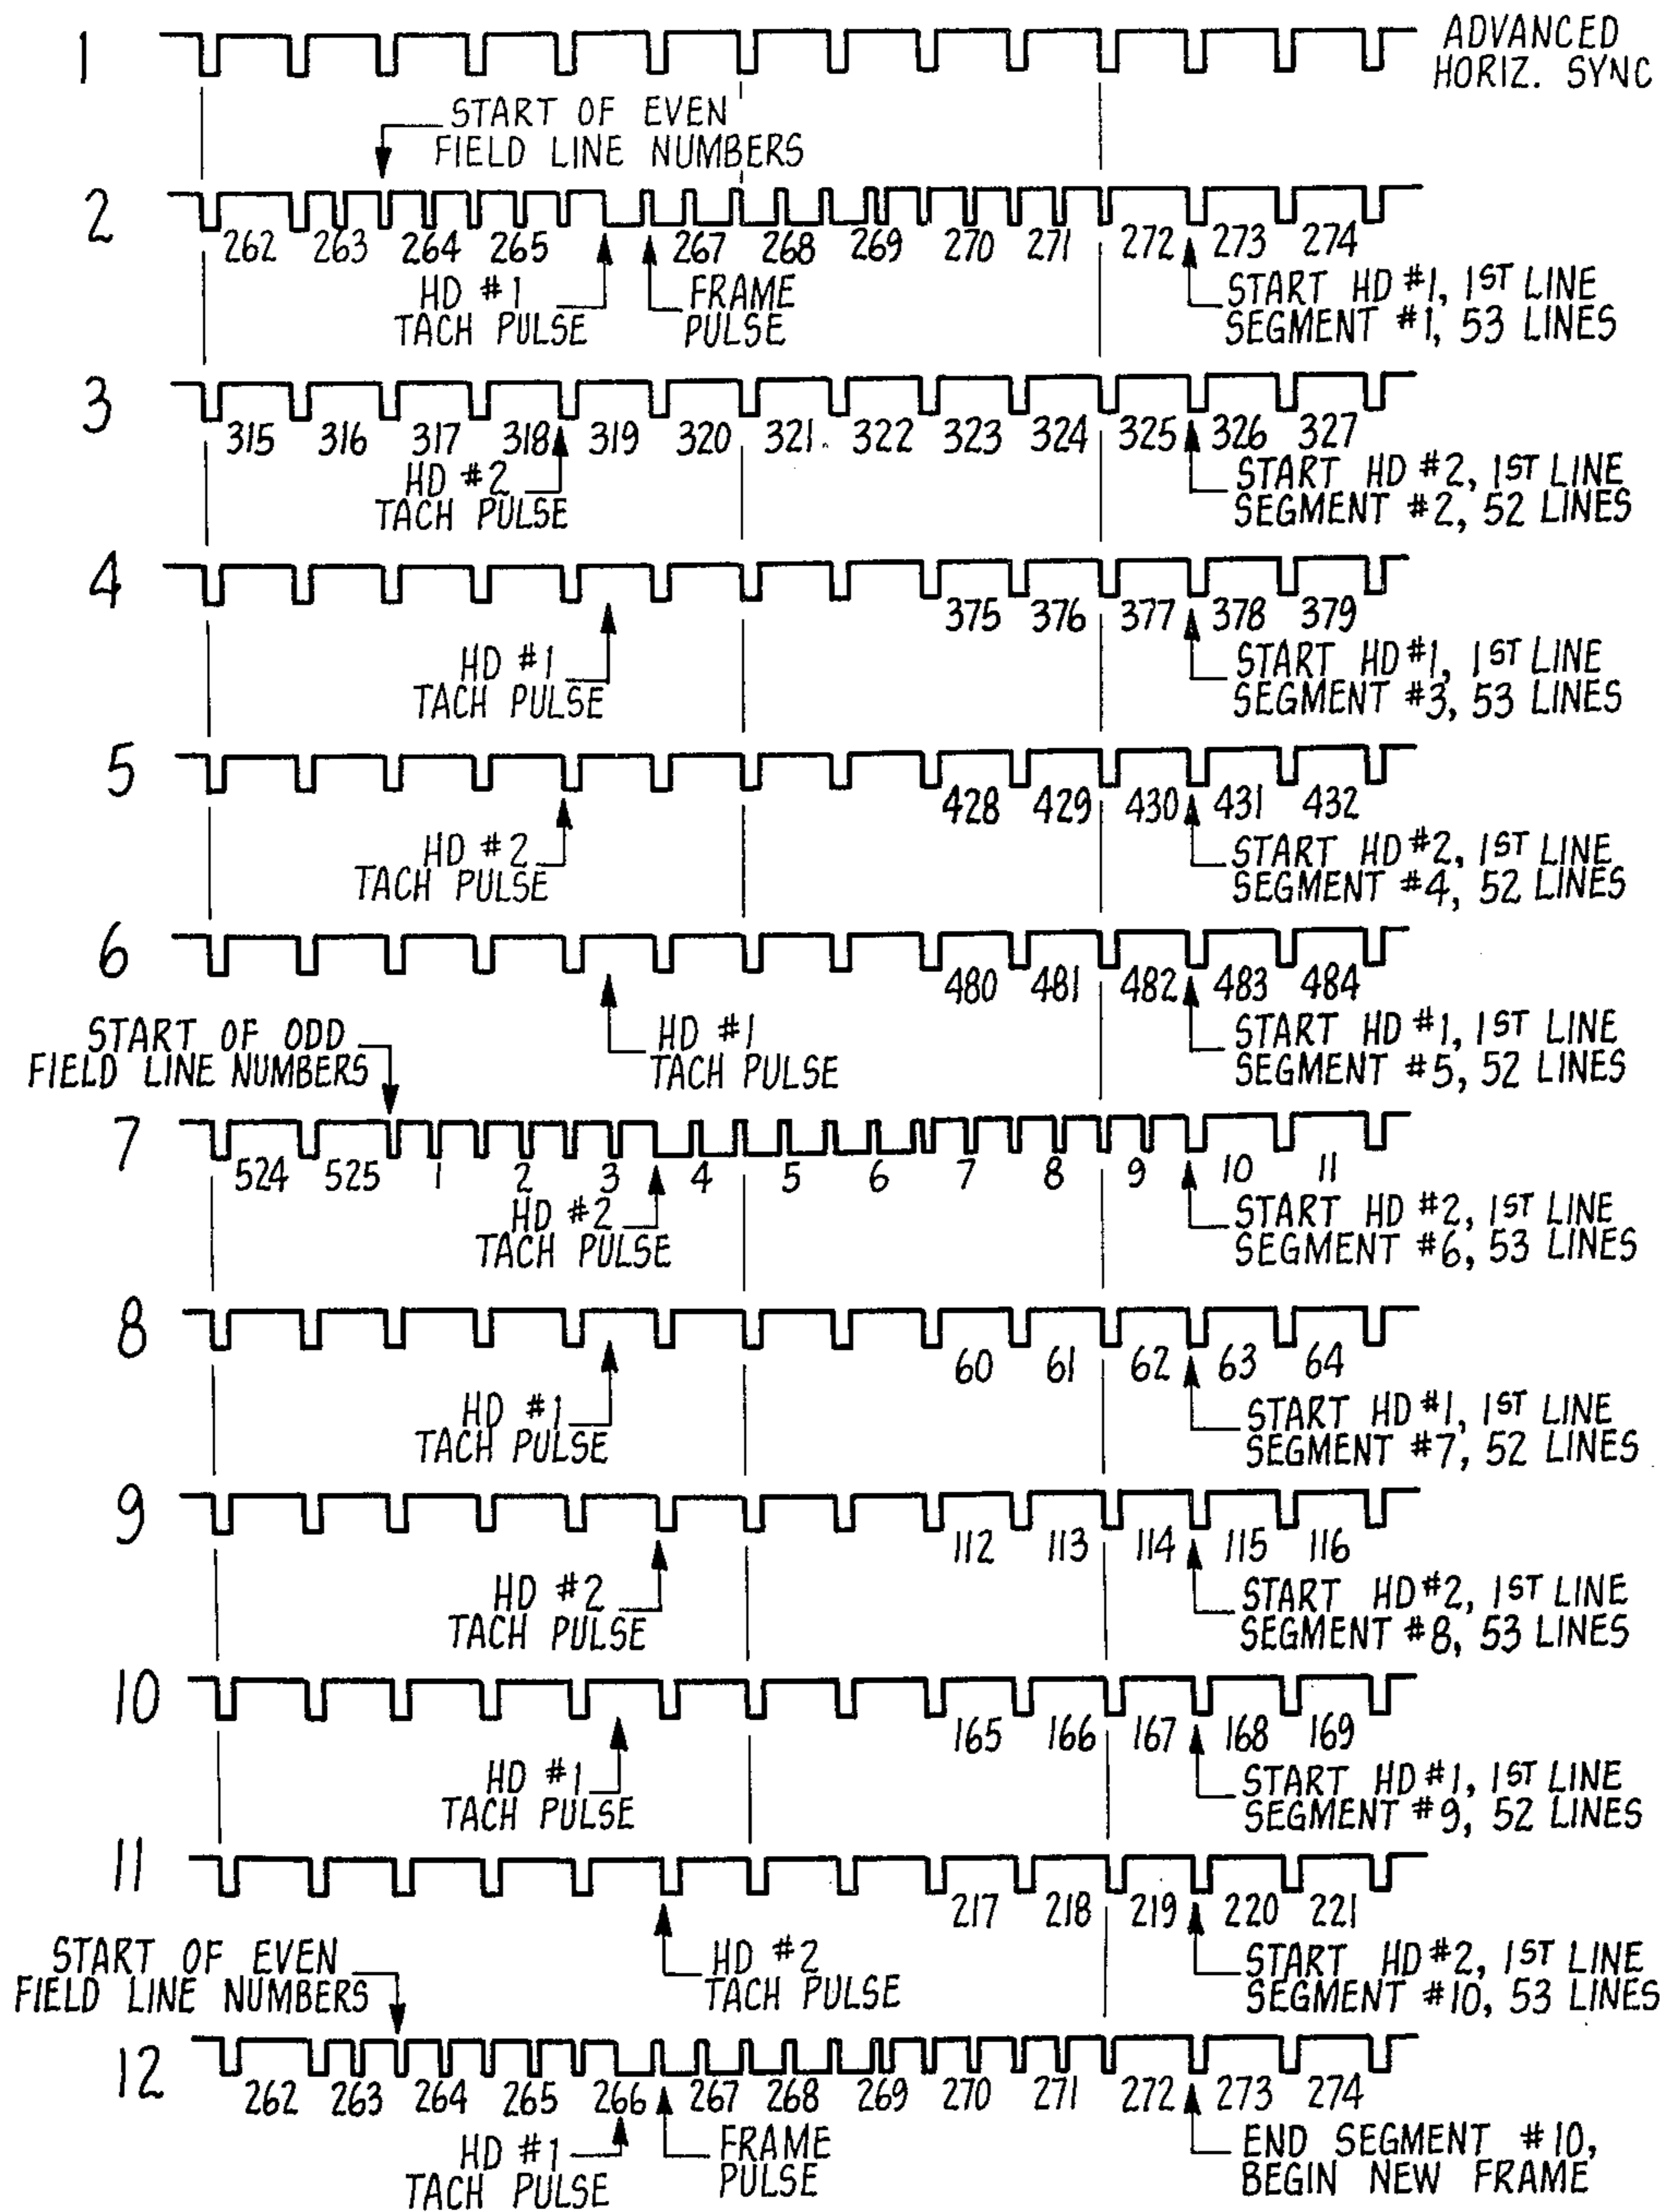 1
ADVANCED
HORIZ. SYNC
START OF EVEN
FIELD LINE NUMBERS
2
262 263 264 265 267 268 269 270 271 272 273 274
HD #1
TACH PULSE
FRAME
PULSE
START HD #1, 1ST LINE
SEGMENT #1, 53 LINES
3
315 316 317 318 319 320 321 322 323 324 325 326 327
HD #2
TACH PULSE
START HD #2, 1ST LINE
SEGMENT #2, 52 LINES
4
375 376 377 378 379
HD #1
TACH PULSE
START HD #1, 1ST LINE
SEGMENT #3, 53 LINES
5
428 429 430 431 432
HD #2
TACH PULSE
START HD #2, 1ST LINE
SEGMENT #4, 52 LINES
6
480 481 482 483 484
START OF ODD
FIELD LINE NUMBERS
HD #1
TACH PULSE
START HD #1, 1ST LINE
SEGMENT #5, 52 LINES
7
524 525 1 2 3 4 5 6 7 8 9 10 11
HD #2
TACH PULSE
START HD #2, 1ST LINE
SEGMENT #6, 53 LINES
8
60 61 62 63 64
HD #1
TACH PULSE
START HD #1, 1ST LINE
SEGMENT #7, 52 LINES
9
112 113 114 115 116
HD #2
TACH PULSE
START HD #2, 1ST LINE
SEGMENT #8, 53 LINES
10
165 166 167 168 169
HD #1
TACH PULSE
START HD #1, 1ST LINE
SEGMENT #9, 52 LINES
11
217 218 219 220 221
START OF EVEN
FIELD LINE NUMBERS
HD #2
TACH PULSE
START HD #2, 1ST LINE
SEGMENT #10, 53 LINES
12
262 263 264 265 266 267 268 269 270 271 272 273 274
HD #1
TACH PULSE
FRAME
PULSE
END SEGMENT #10,
BEGIN NEW FRAME